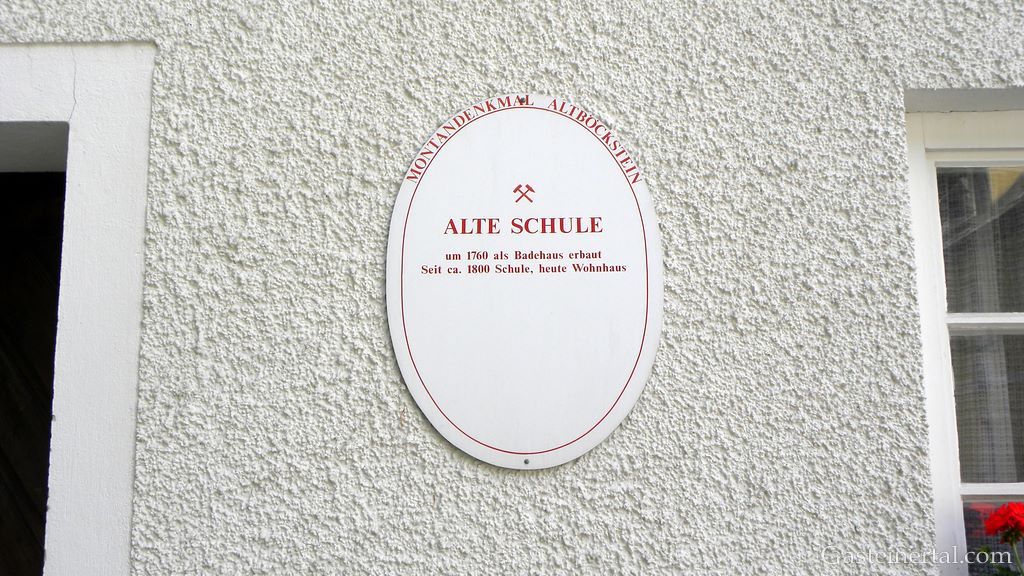 MONTANDENKMAL ALTBÖCKSTEIN
ALTE SCHULE
um 1760 als Badehaus erbaut
Seit ca. 1800 Schule, heute Wohnhaus
Gasteinertal.com